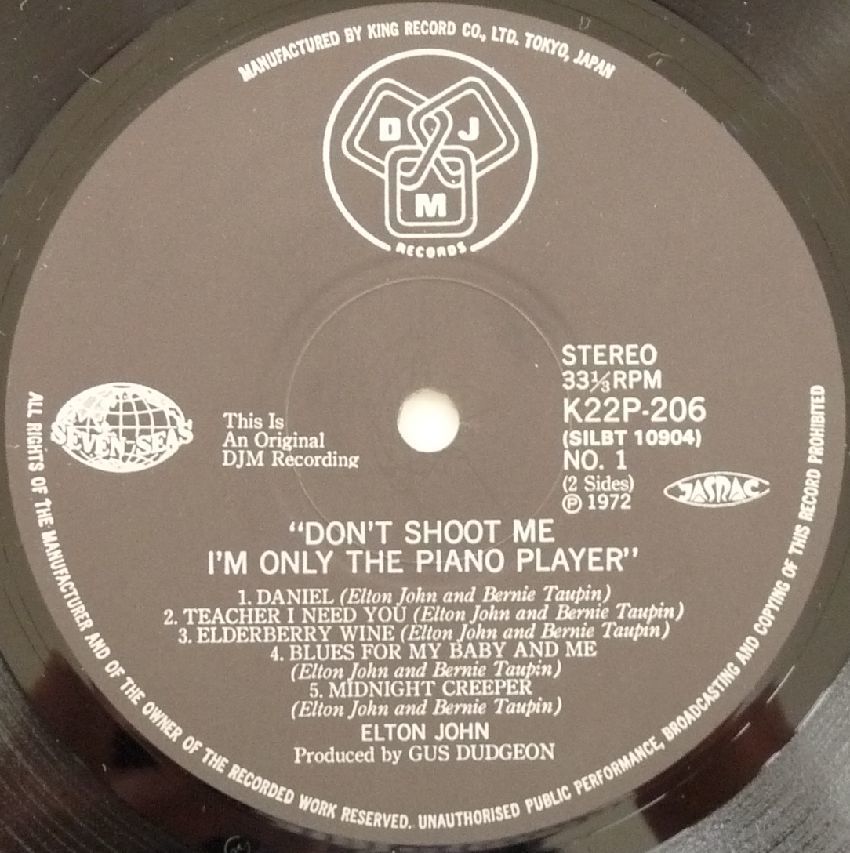 MANUFACTURED BY KING RECORD CO., LTD. TOKYO, JAPAN
D J
M
RECORDS
STEREO
33⅓RPM
K22P-206
(SILBT 10904)
NO. 1
(2 Sides)
Ⓟ 1972
SEVEN-SEAS
This Is
An Original
DJM Recording
JASRAC
"DON'T SHOOT ME
I'M ONLY THE PIANO PLAYER"
1. DANIEL (Elton John and Bernie Taupin)
2. TEACHER I NEED YOU (Elton John and Bernie Taupin)
3. ELDERBERRY WINE (Elton John and Bernie Taupin)
4. BLUES FOR MY BABY AND ME
(Elton John and Bernie Taupin)
5. MIDNIGHT CREEPER
(Elton John and Bernie Taupin)
ELTON JOHN
Produced by GUS DUDGEON
ALL RIGHTS OF THE MANUFACTURER AND OF THE OWNER OF THE RECORDED WORK RESERVED. UNAUTHORISED PUBLIC PERFORMANCE, BROADCASTING AND COPYING OF THIS RECORD PROHIBITED